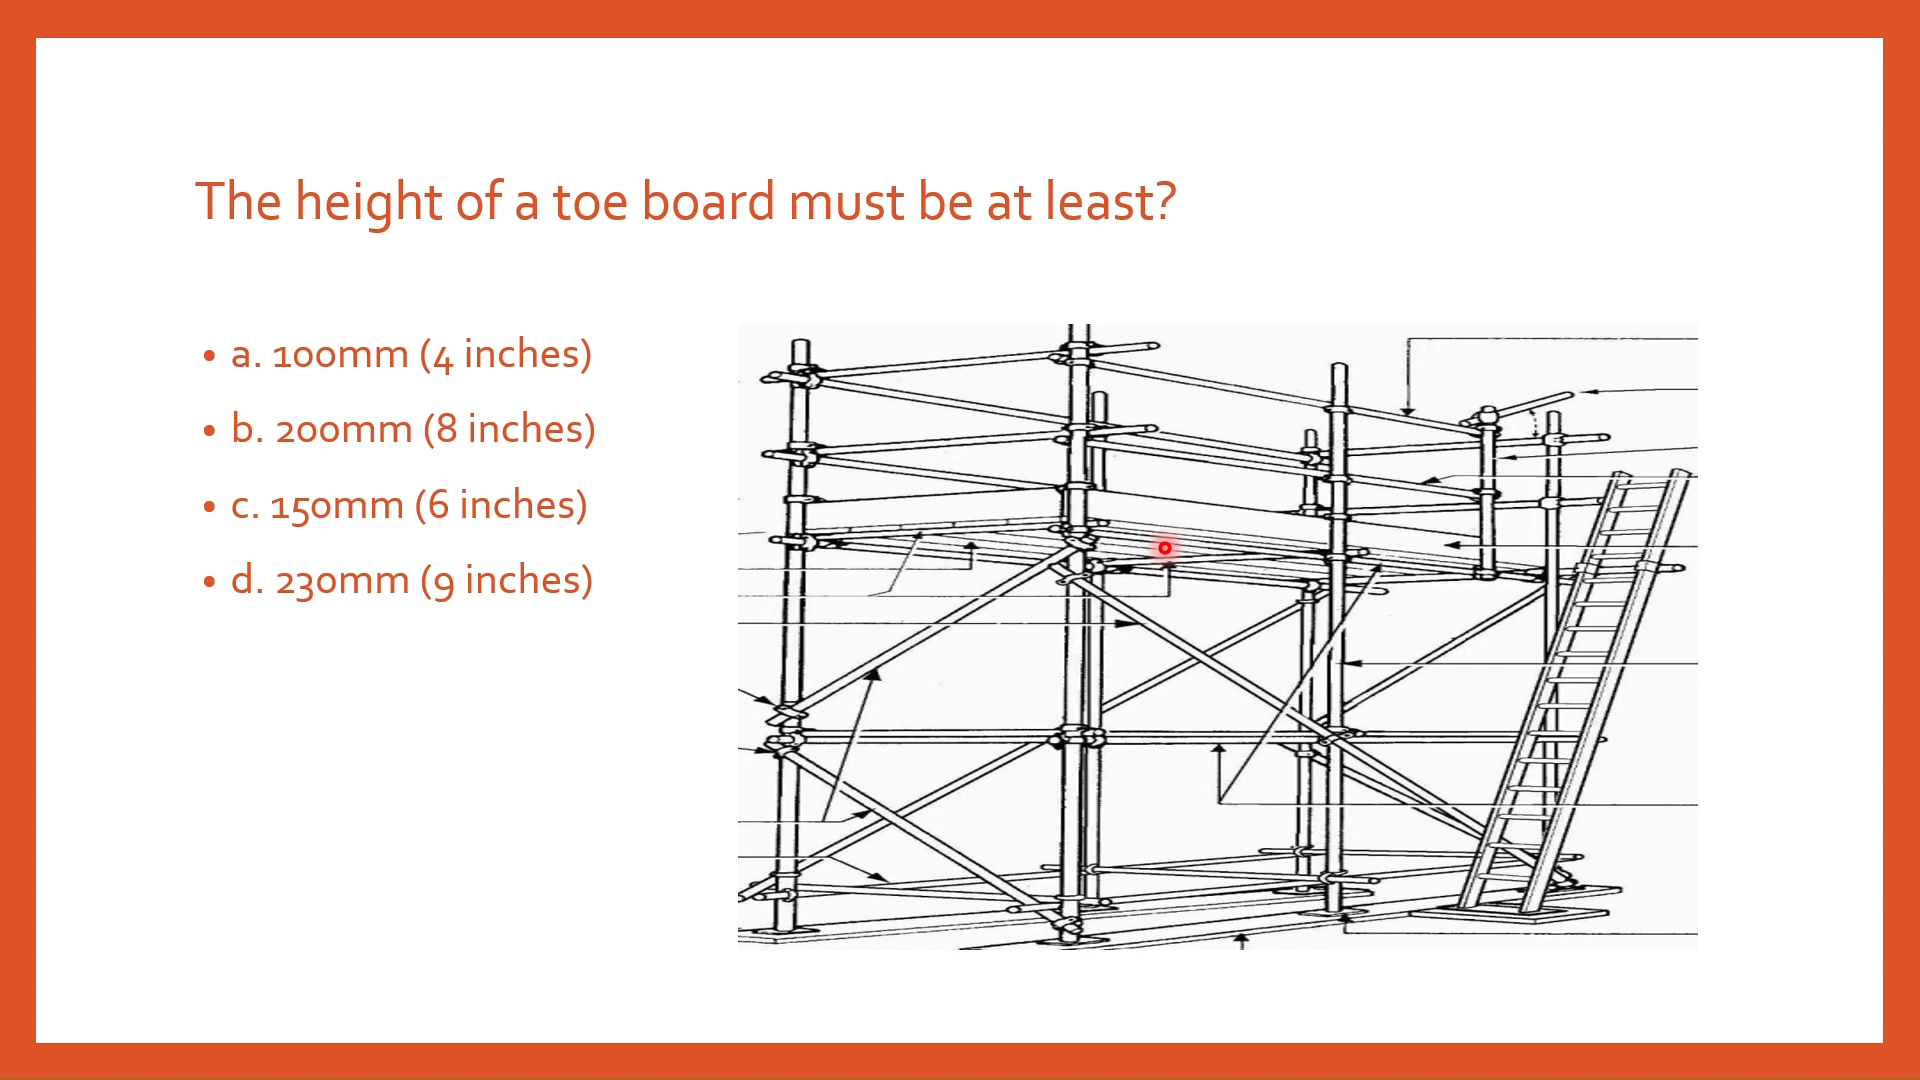 The height of a toe board must be at least?
• a. 100mm (4 inches)
• b. 200mm (8 inches)
• c. 150mm (6 inches)
• d. 230mm (9 inches)